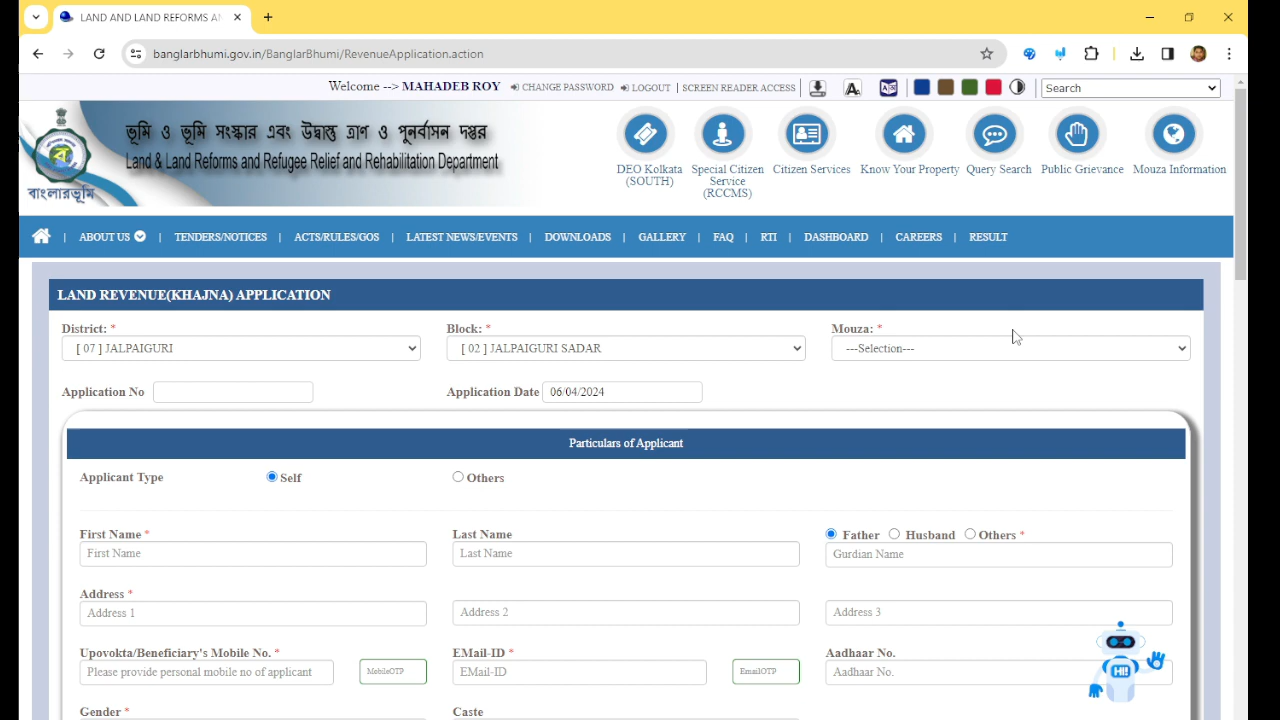 LAND AND LAND REFORMS AN
banglarbhumi.gov.in/BanglarBhumi/RevenueApplication.action
Welcome --> MAHADEB ROY CHANGE PASSWORD LOGOUT | SCREEN READER ACCESS | A Search
ভূমি ও ভূমি সংস্কার এবং উদ্বাস্তু ত্রাণ ও পুনর্বাসন দপ্তর
Land & Land Reforms and Refugee Relief and Rehabilitation Department
বাংলারভূমি
DEO Kolkata (SOUTH)
Special Citizen Service (RCCMS)
Citizen Services
Know Your Property
Query Search
Public Grievance
Mouza Information
| ABOUT US | TENDERS/NOTICES | ACTS/RULES/GOS | LATEST NEWS/EVENTS | DOWNLOADS | GALLERY | FAQ | RTI | DASHBOARD | CAREERS | RESULT
LAND REVENUE(KHAJNA) APPLICATION
District: * Block: * Mouza: *
[ 07 ] JALPAIGURI [ 02 ] JALPAIGURI SADAR ---Selection---
Application No Application Date 06/04/2024
Particulars of Applicant
Applicant Type Self Others
First Name * Last Name Father Husband Others *
First Name Last Name Gurdian Name
Address *
Address 1 Address 2 Address 3
Upovokta/Beneficiary's Mobile No. * EMail-ID * Aadhaar No.
Please provide personal mobile no of applicant MobileOTP EMail-ID EmailOTP Aadhaar No.
HI!
Gender * Caste